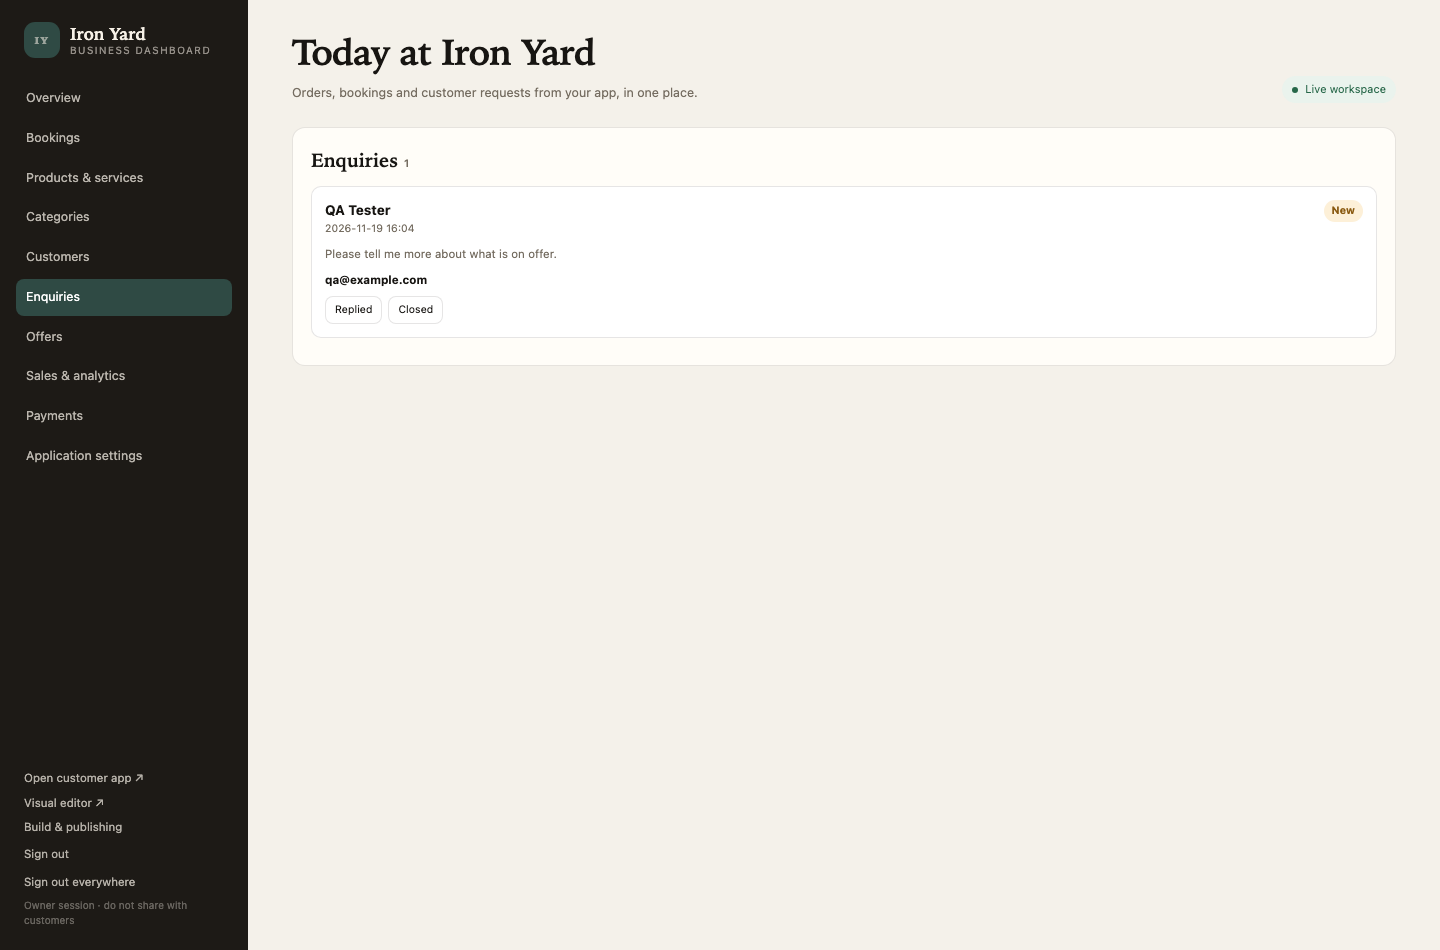 IY
Iron Yard
BUSINESS DASHBOARD
Overview
Bookings
Products & services
Categories
Customers
Enquiries
Offers
Sales & analytics
Payments
Application settings
Open customer app ↗
Visual editor ↗
Build & publishing
Sign out
Sign out everywhere
Owner session · do not share with
customers
Today at Iron Yard
Orders, bookings and customer requests from your app, in one place.
Live workspace
Enquiries 1
QA Tester
New
2026-11-19 16:04
Please tell me more about what is on offer.
qa@example.com
Replied
Closed